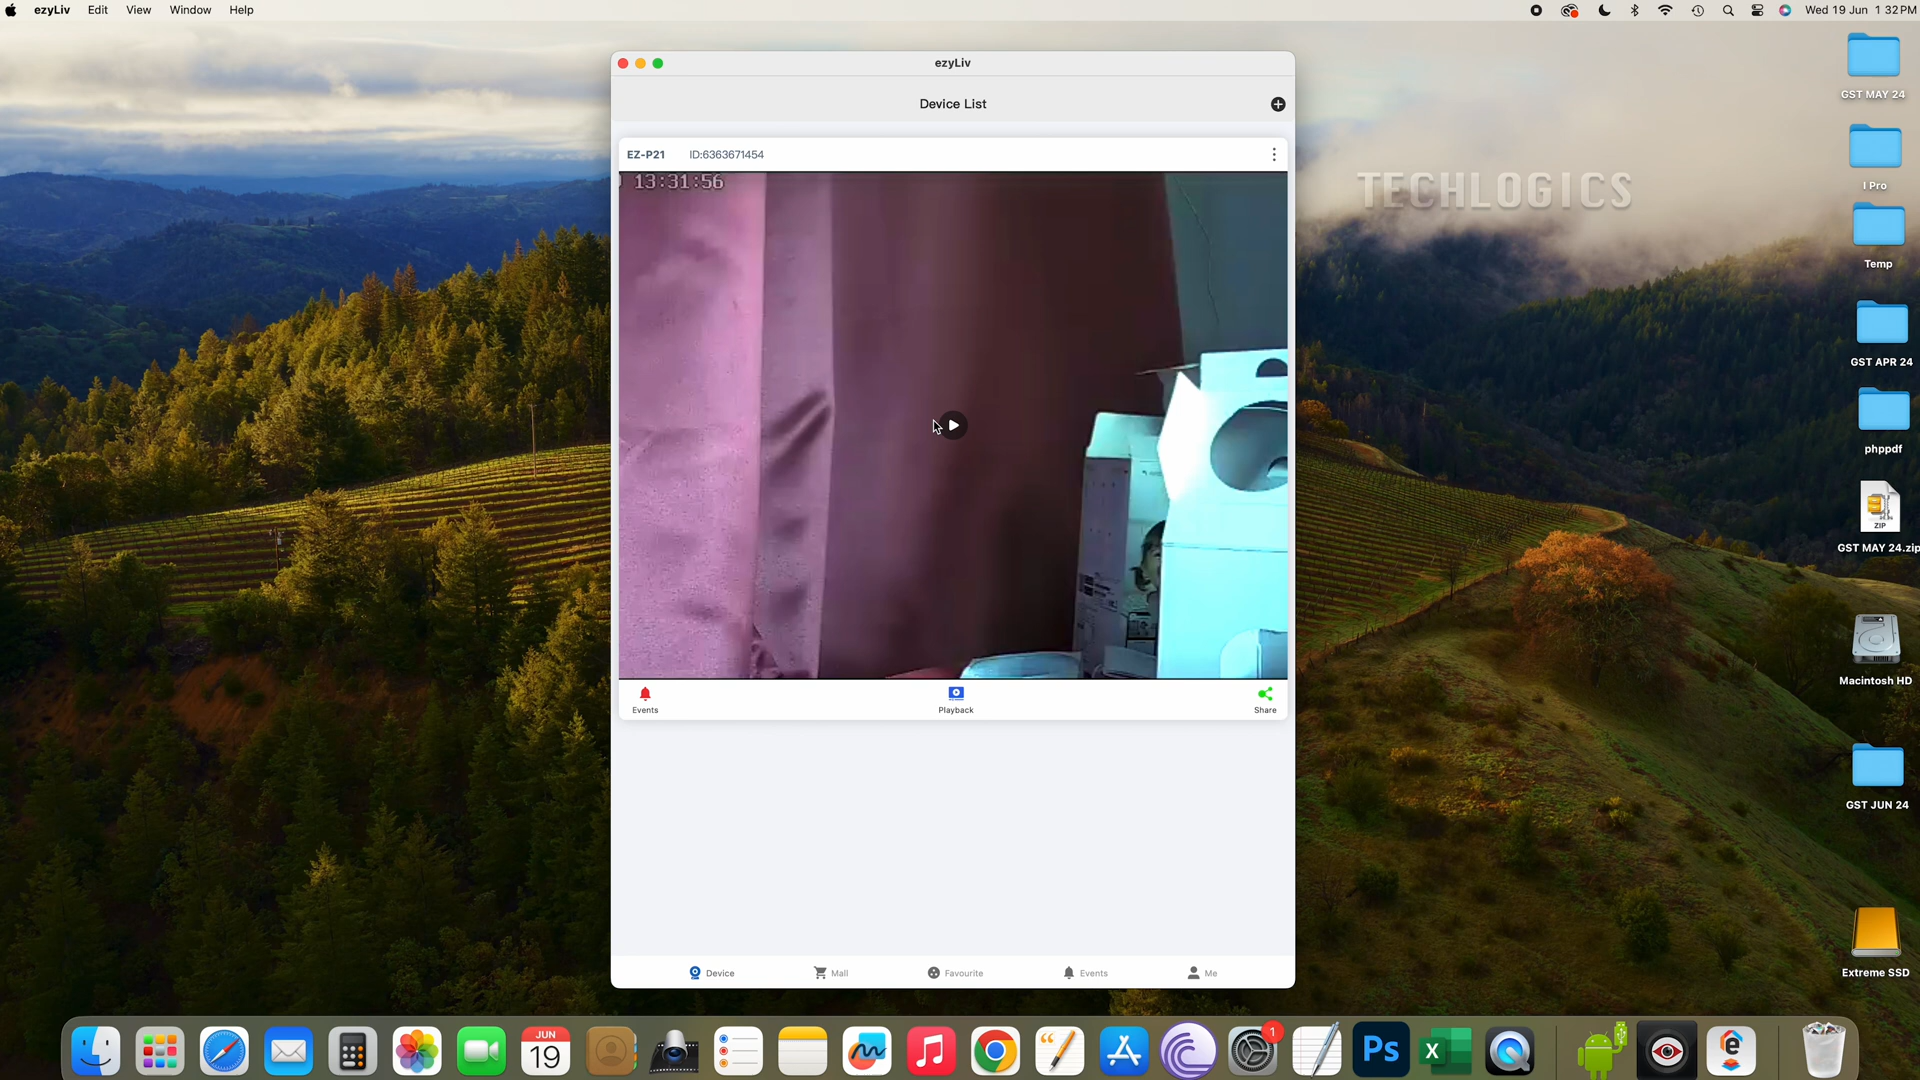 ezyLiv Edit View Window Help Wed 19 Jun 1 32 PM
ezyLiv
Device List
EZ-P21 ID:6363671454
13:31:56
Events Playback Share
Device Mall Favourite Events Me
TECHLOGICS
GST MAY 24
I Pro
Temp
GST APR 24
phppdf
ZIP
GST MAY 24.zip
Macintosh HD
GST JUN 24
Extreme SSD
JUN
19
1
Ps
X
e